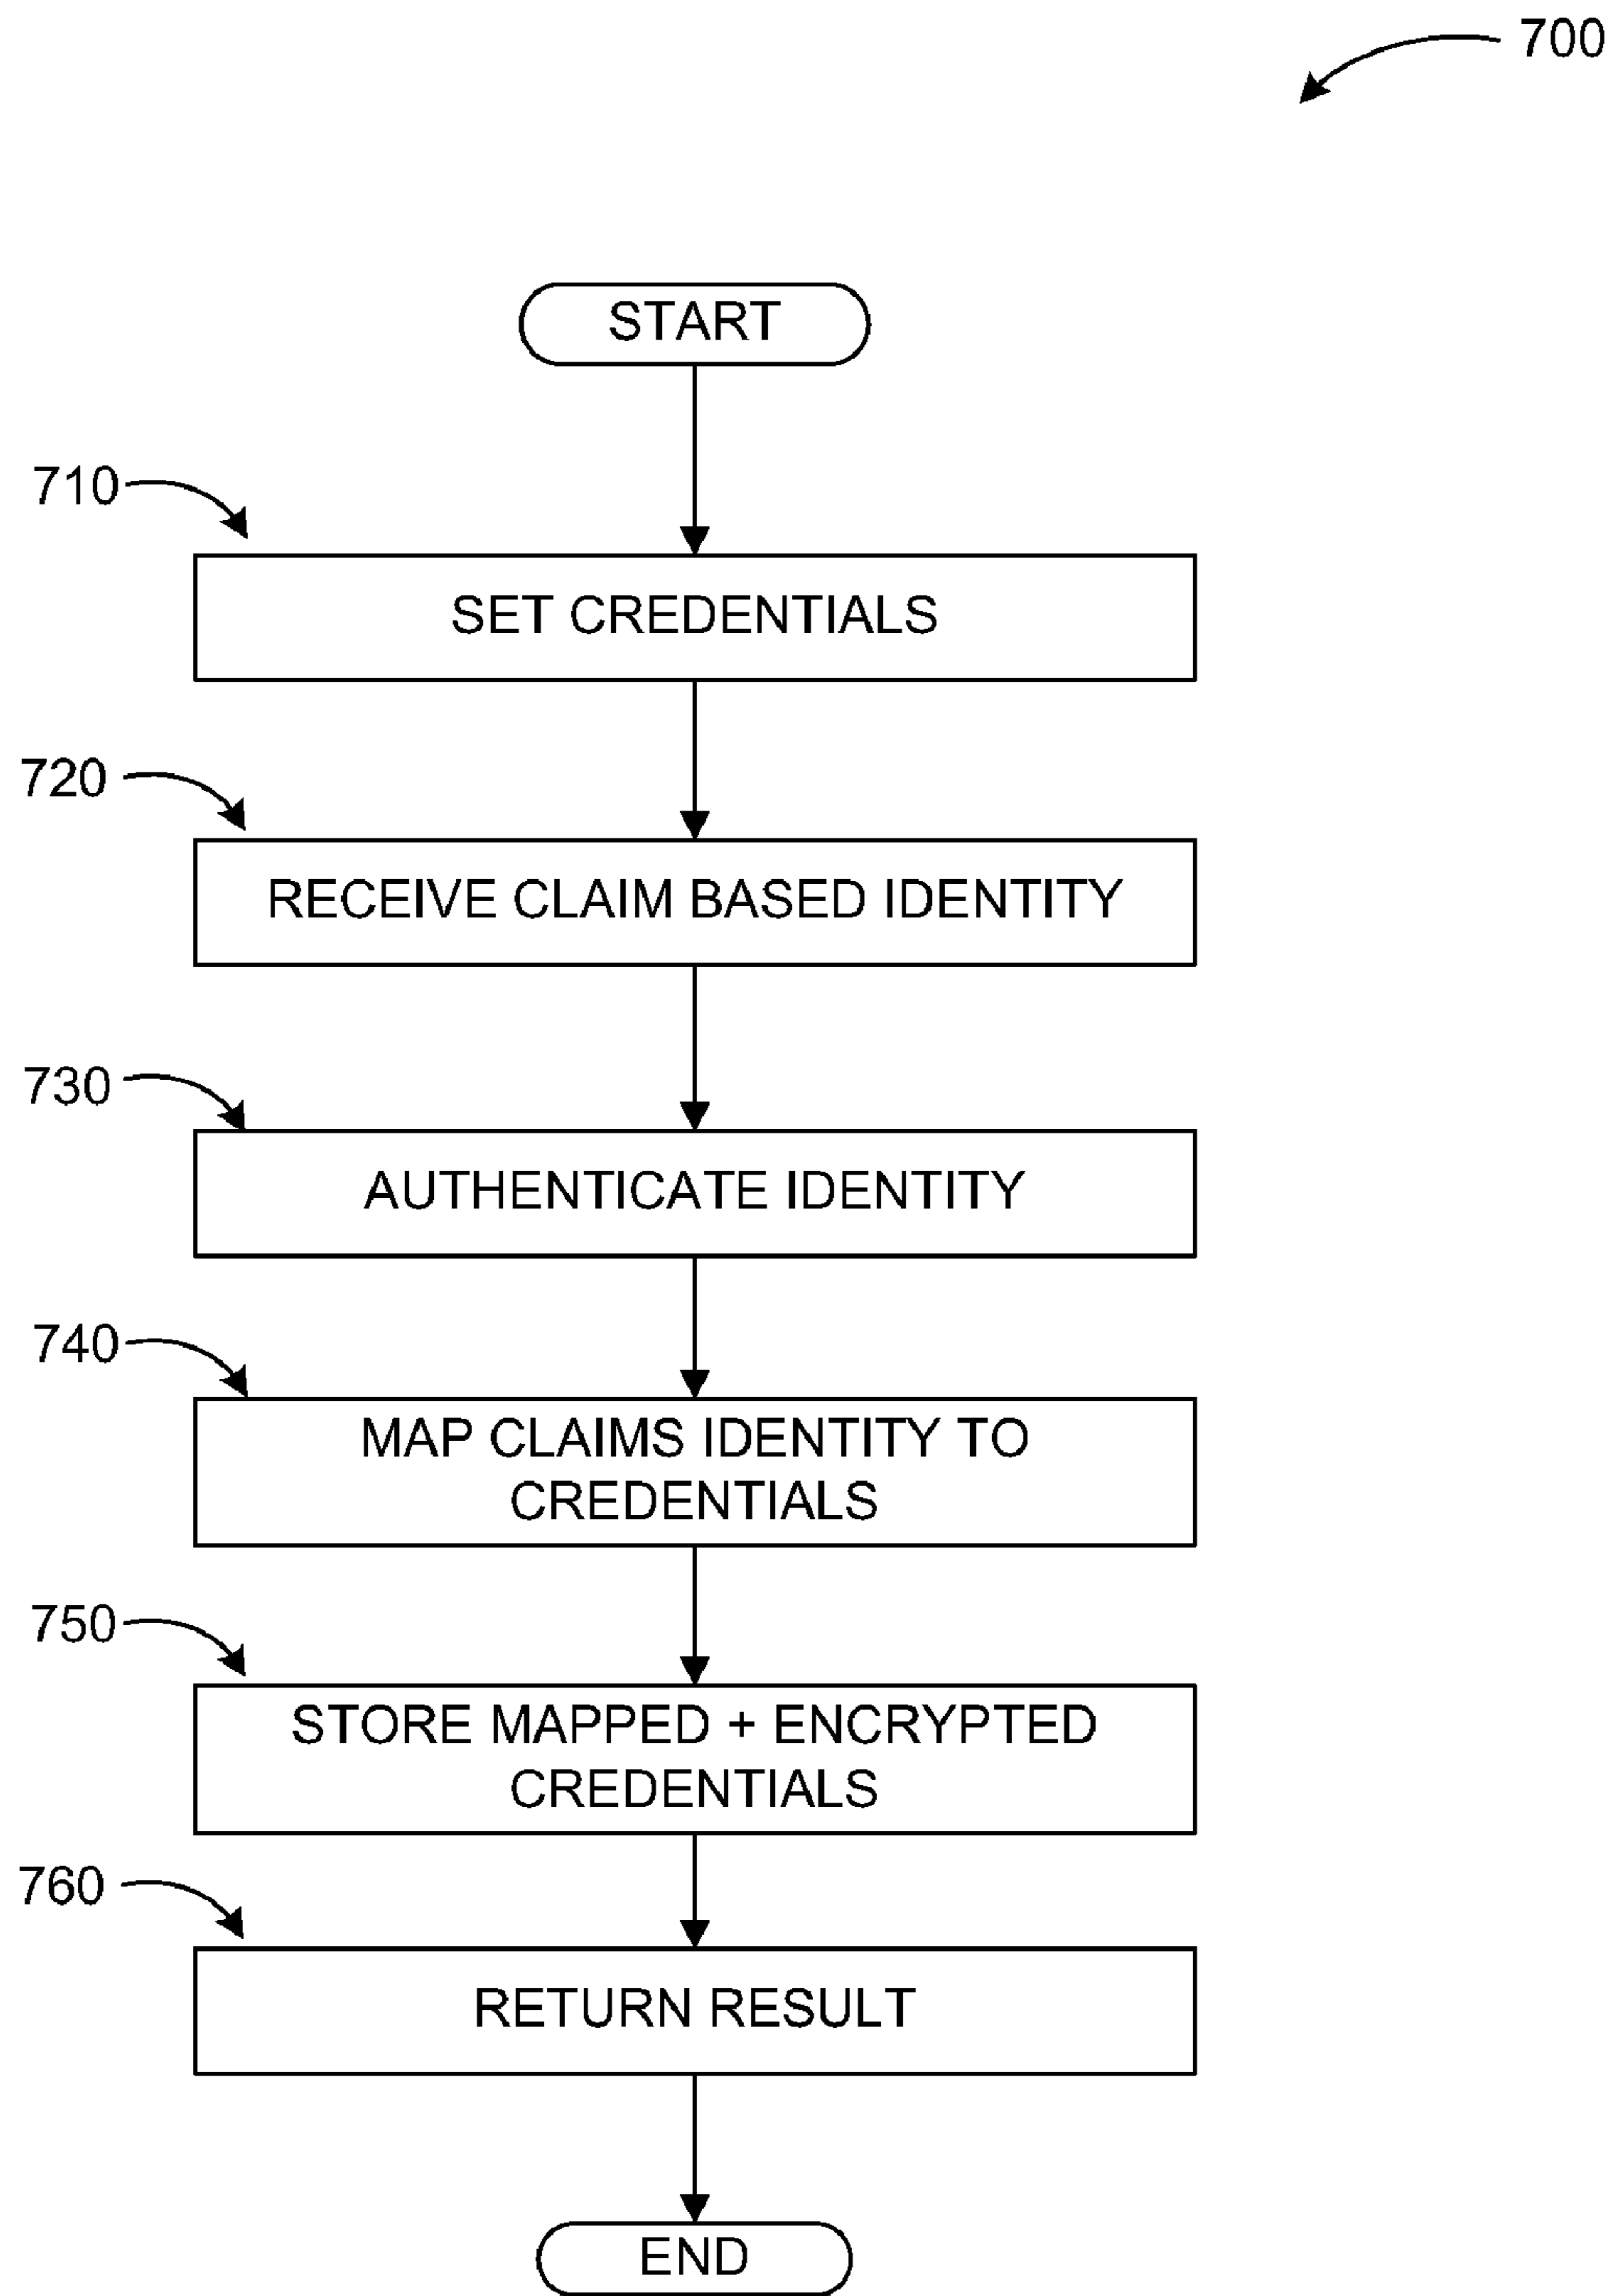 700
START
710
SET CREDENTIALS
720
RECEIVE CLAIM BASED IDENTITY
730
AUTHENTICATE IDENTITY
740
MAP CLAIMS IDENTITY TO
CREDENTIALS
750
STORE MAPPED + ENCRYPTED
CREDENTIALS
760
RETURN RESULT
END